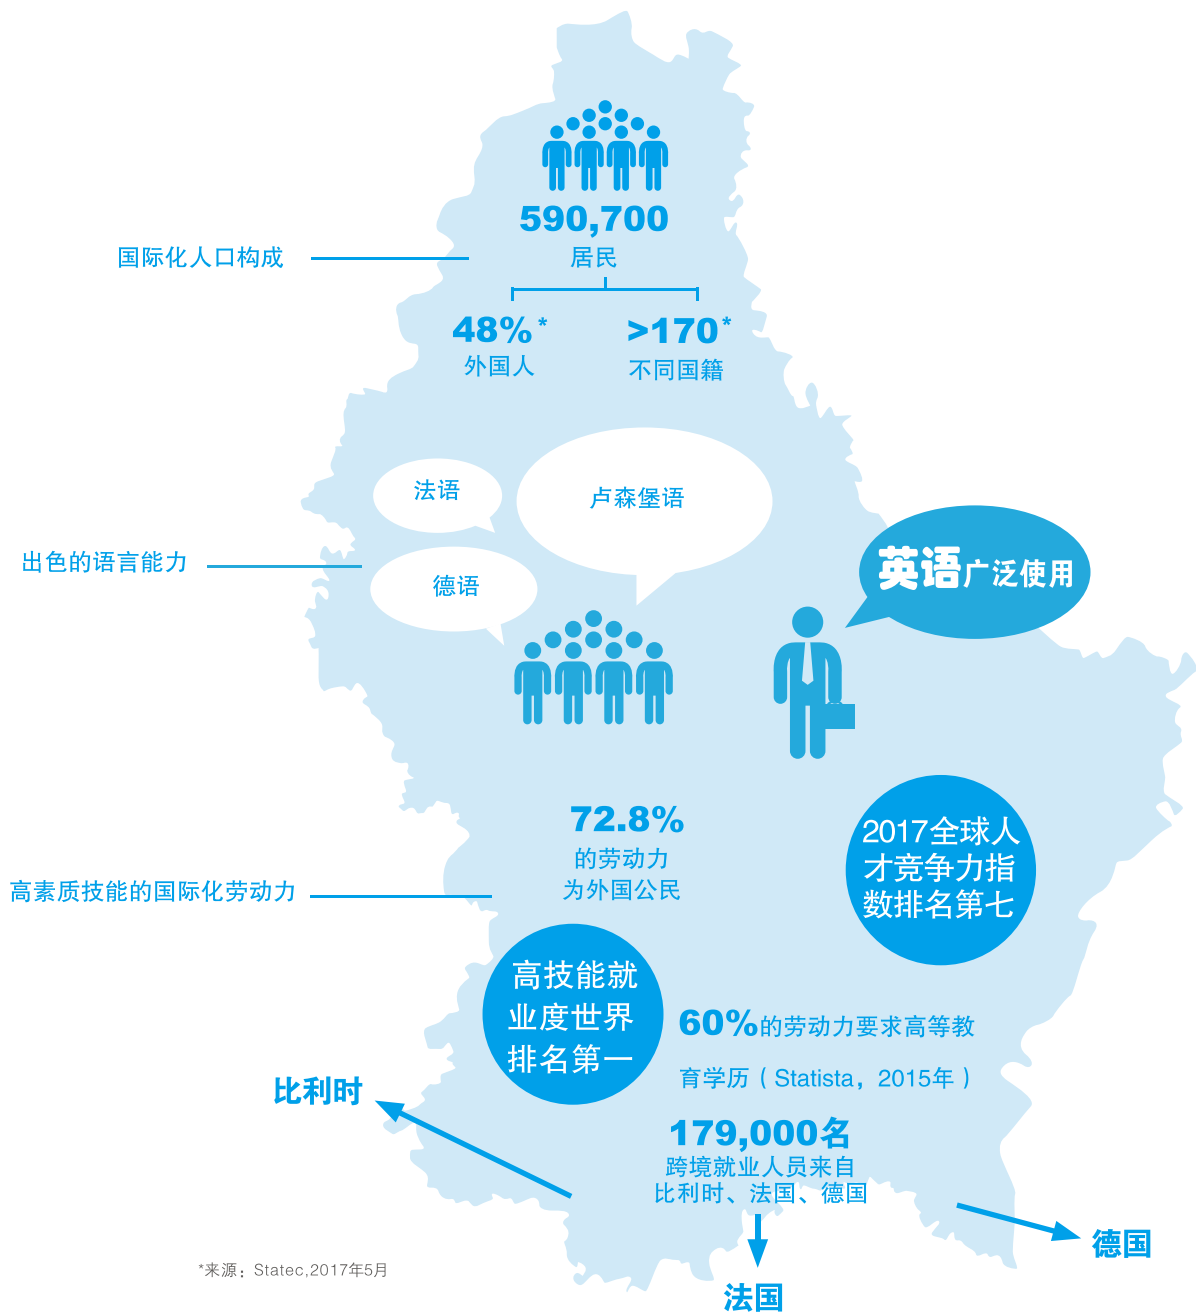 590,700
居民
国际化人口构成
48%*
外国人
>170*
不同国籍
法语
卢森堡语
德语
出色的语言能力
英语广泛使用
72.8%
的劳动力
为外国公民
高素质技能的国际化劳动力
2017全球人
才竞争力指
数排名第七
高技能就
业度世界
排名第一
60%的劳动力要求高等教
育学历（Statista，2015年）
179,000名
跨境就业人员来自
比利时、法国、德国
比利时
德国
法国
*来源：Statec,2017年5月